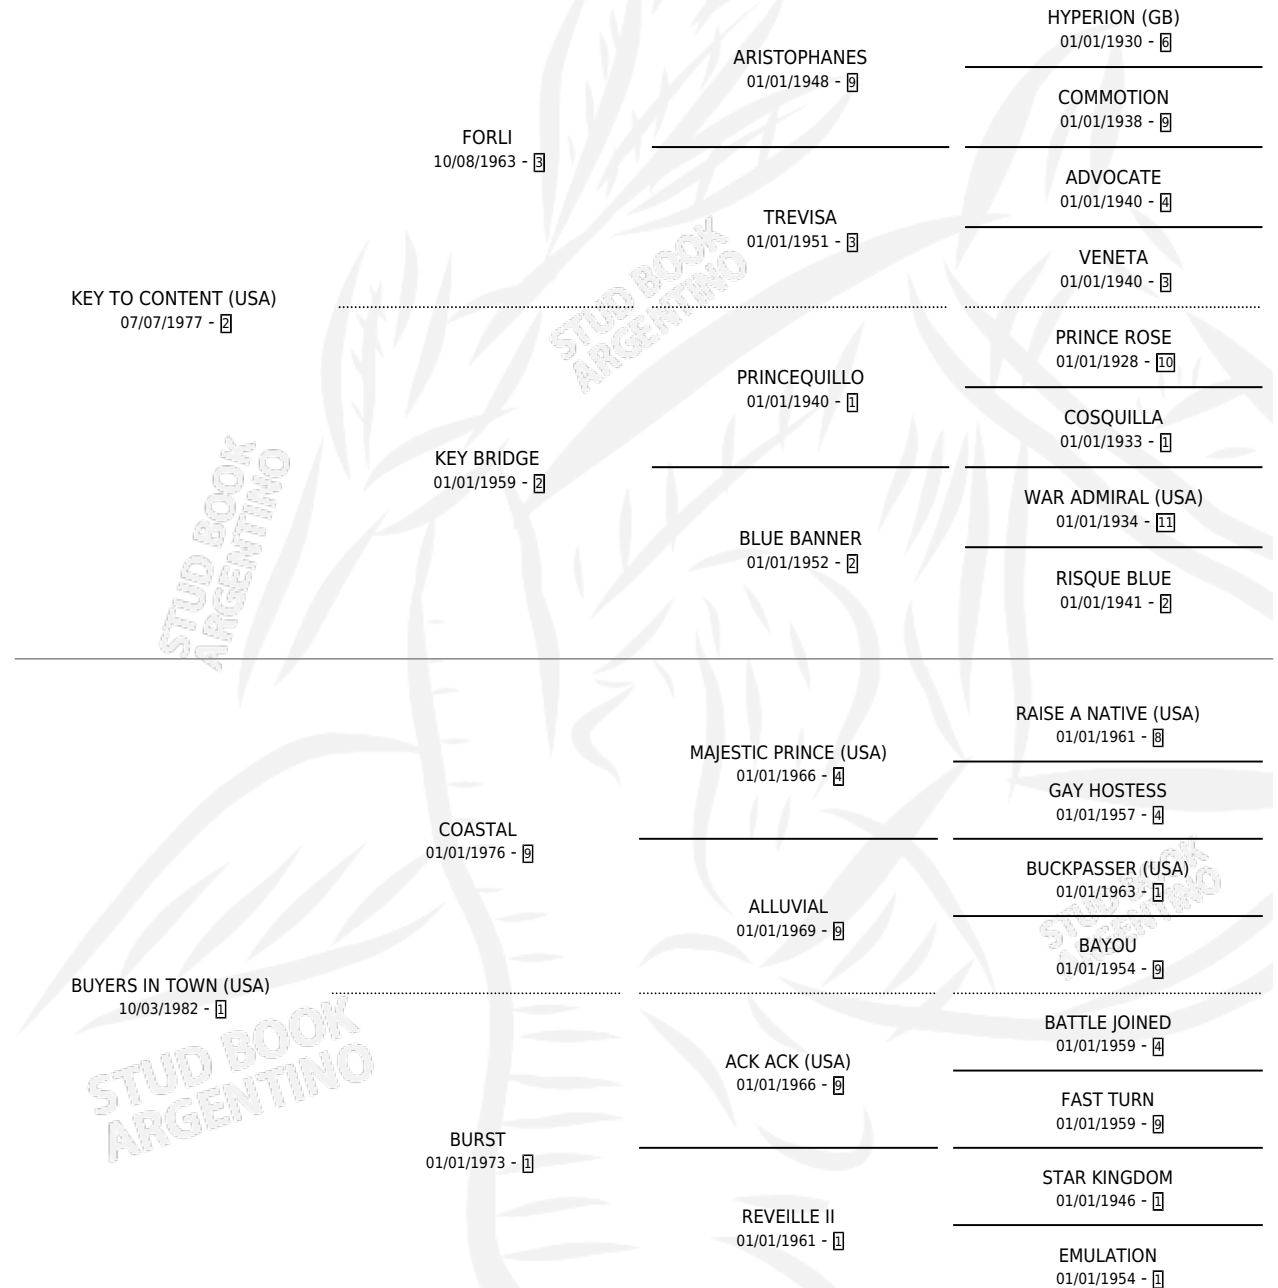 HYPERION (GB)
01/01/1930 - 6
ARISTOPHANES
01/01/1948 - 9
COMMOTION
01/01/1938 - 9
FORLI
10/08/1963 - 3
ADVOCATE
01/01/1940 - 4
TREVISA
01/01/1951 - 3
VENETA
01/01/1940 - 3
KEY TO CONTENT (USA)
07/07/1977 - 2
PRINCE ROSE
01/01/1928 - 10
PRINCEQUILLO
01/01/1940 - 1
COSQUILLA
01/01/1933 - 1
KEY BRIDGE
01/01/1959 - 2
WAR ADMIRAL (USA)
01/01/1934 - 11
BLUE BANNER
01/01/1952 - 2
RISQUE BLUE
01/01/1941 - 2
RAISE A NATIVE (USA)
01/01/1961 - 8
MAJESTIC PRINCE (USA)
01/01/1966 - 4
GAY HOSTESS
01/01/1957 - 4
COASTAL
01/01/1976 - 9
BUCKPASSER (USA)
01/01/1963 - 1
ALLUVIAL
01/01/1969 - 9
BAYOU
01/01/1954 - 9
BUYERS IN TOWN (USA)
10/03/1982 - 1
BATTLE JOINED
01/01/1959 - 4
ACK ACK (USA)
01/01/1966 - 9
FAST TURN
01/01/1959 - 9
BURST
01/01/1973 - 1
STAR KINGDOM
01/01/1946 - 1
REVEILLE II
01/01/1961 - 1
EMULATION
01/01/1954 - 1
STUD BOOK
ARGENTINO
STUD BOOK
ARGENTINO
STUD BOOK
ARGENTINO
STUD BOOK
ARGENTINO